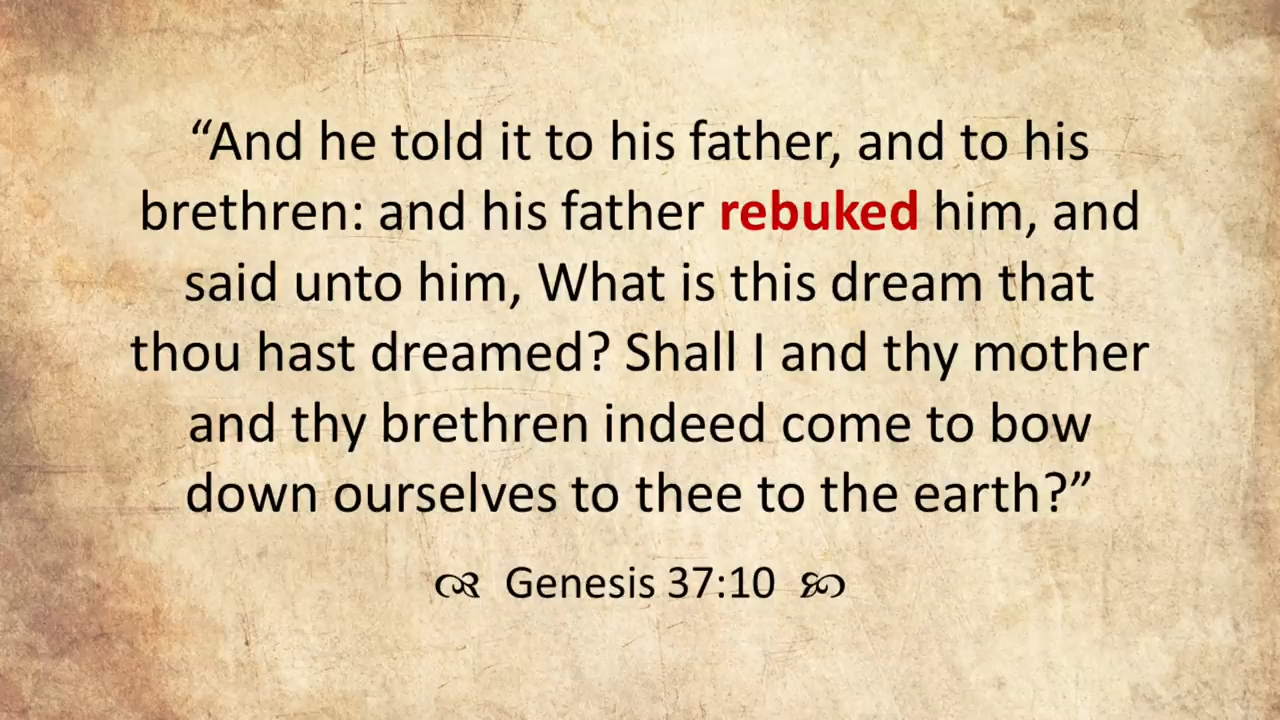 “And he told it to his father, and to his
brethren: and his father rebuked him, and
said unto him, What is this dream that
thou hast dreamed? Shall I and thy mother
and thy brethren indeed come to bow
down ourselves to thee to the earth?”
Genesis 37:10